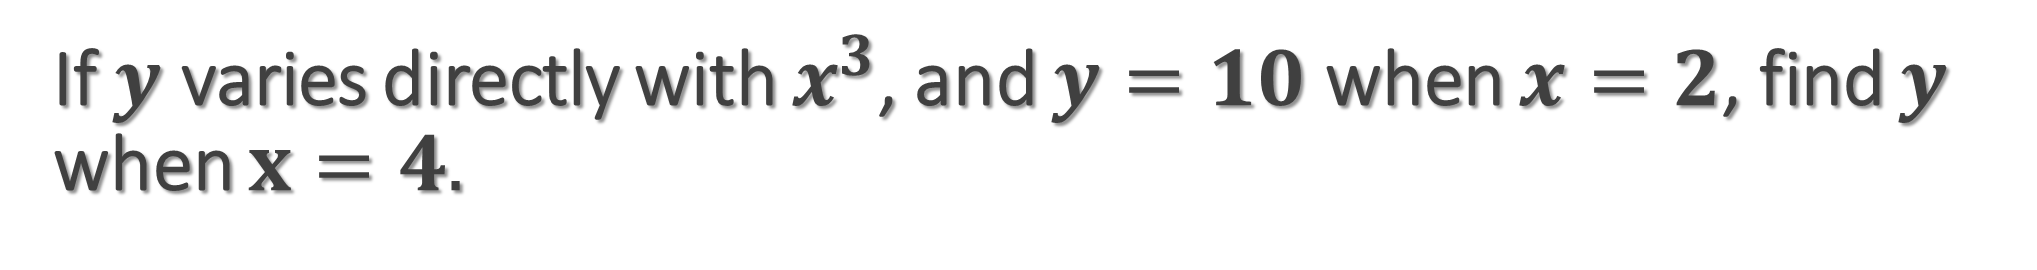 If y varies directly with x³, and y = 10 when x = 2, find y
when x = 4.